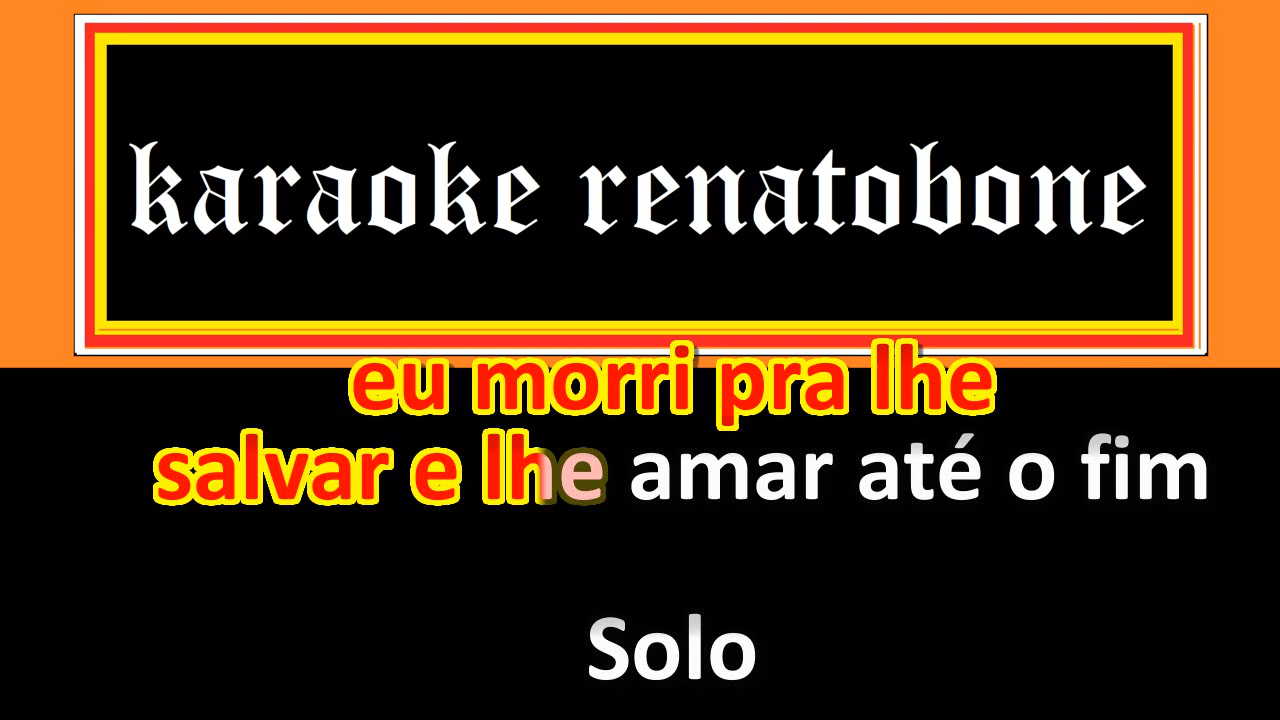 karaoke renatobone
eu morri pra lhe
salvar e lhe amar até o fim
Solo